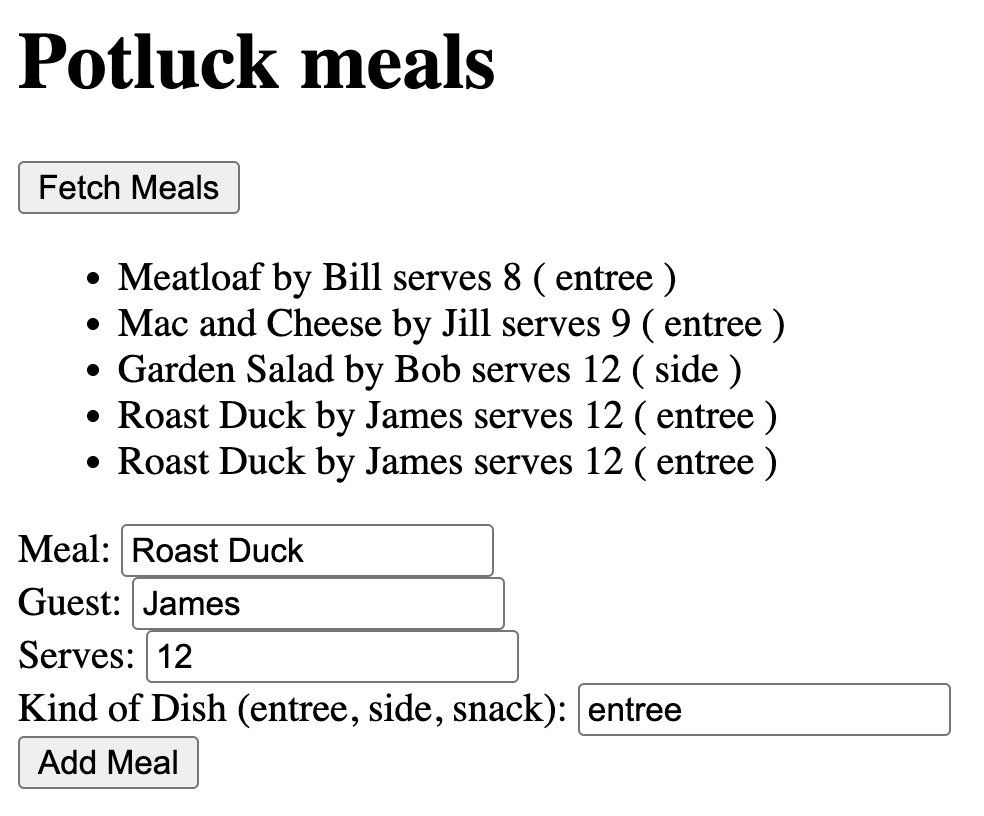 Potluck meals
Fetch Meals
• Meatloaf by Bill serves 8 ( entree )
• Mac and Cheese by Jill serves 9 ( entree )
• Garden Salad by Bob serves 12 ( side )
• Roast Duck by James serves 12 ( entree )
• Roast Duck by James serves 12 ( entree )
Meal: Roast Duck
Guest: James
Serves: 12
Kind of Dish (entree, side, snack): entree
Add Meal